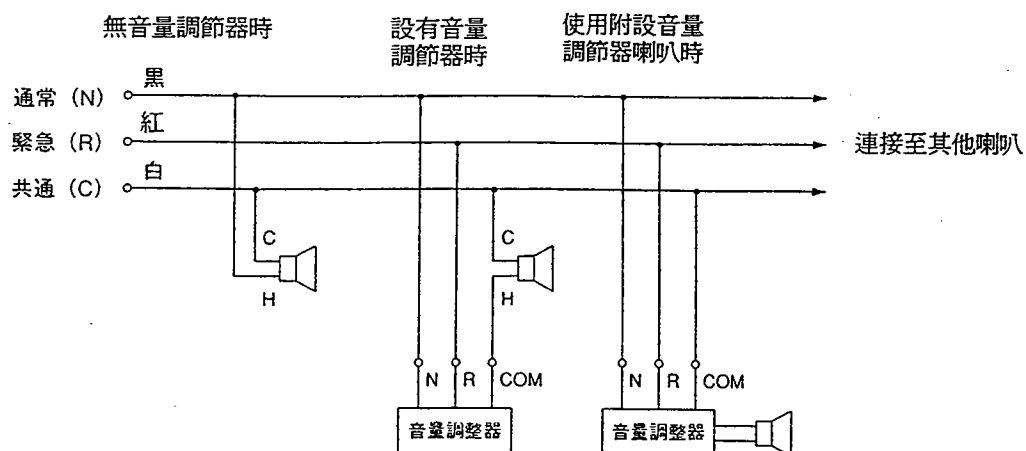 無音量調節器時
設有音量
調節器時
使用附設音量
調節器喇叭時
黒
通常（N）
紅
緊急（R）
連接至其他喇叭
白
共通（C）
C
H
C
H
N
R
COM
N
R
COM
音量調整器
音量調整器